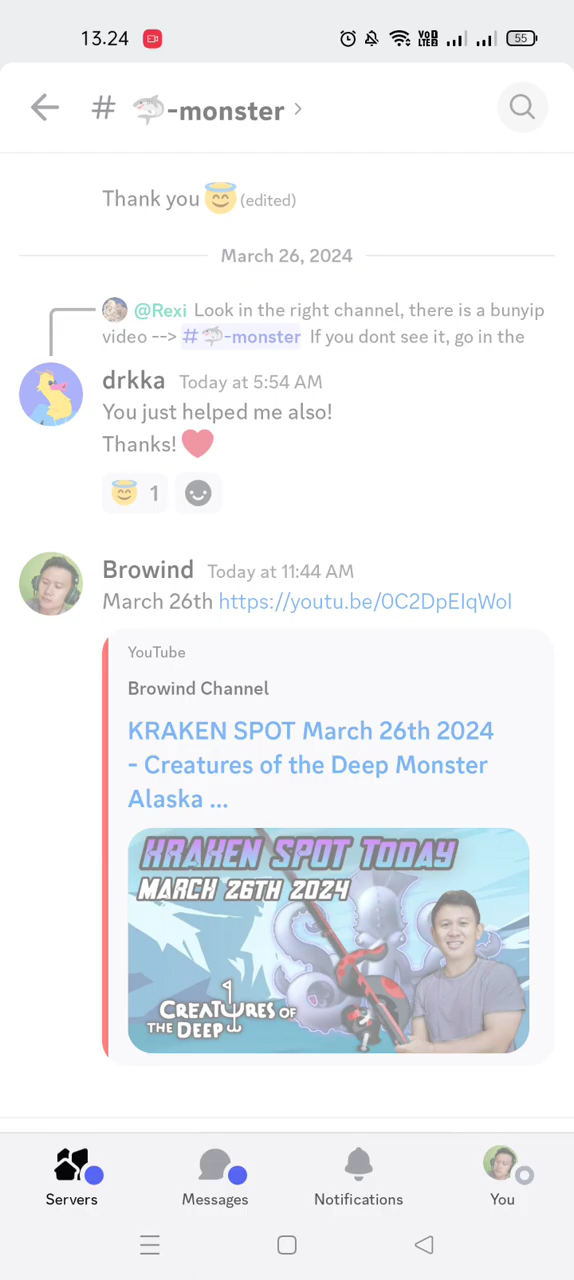 13.24
VoD LTE2
55
# 🦈-monster
Thank you 😇 (edited)
March 26, 2024
@Rexi Look in the right channel, there is a bunyip
video --> #🦈-monster If you dont see it, go in the
drkka Today at 5:54 AM
You just helped me also!
Thanks! ❤️
😇 1
Browind Today at 11:44 AM
March 26th https://youtu.be/0C2DpEIqWoI
YouTube
Browind Channel
KRAKEN SPOT March 26th 2024
- Creatures of the Deep Monster
Alaska ...
KRAKEN SPOT TODAY
MARCH 26TH 2024
CREATURES OF
THE DEEP
Servers
Messages
Notifications
You